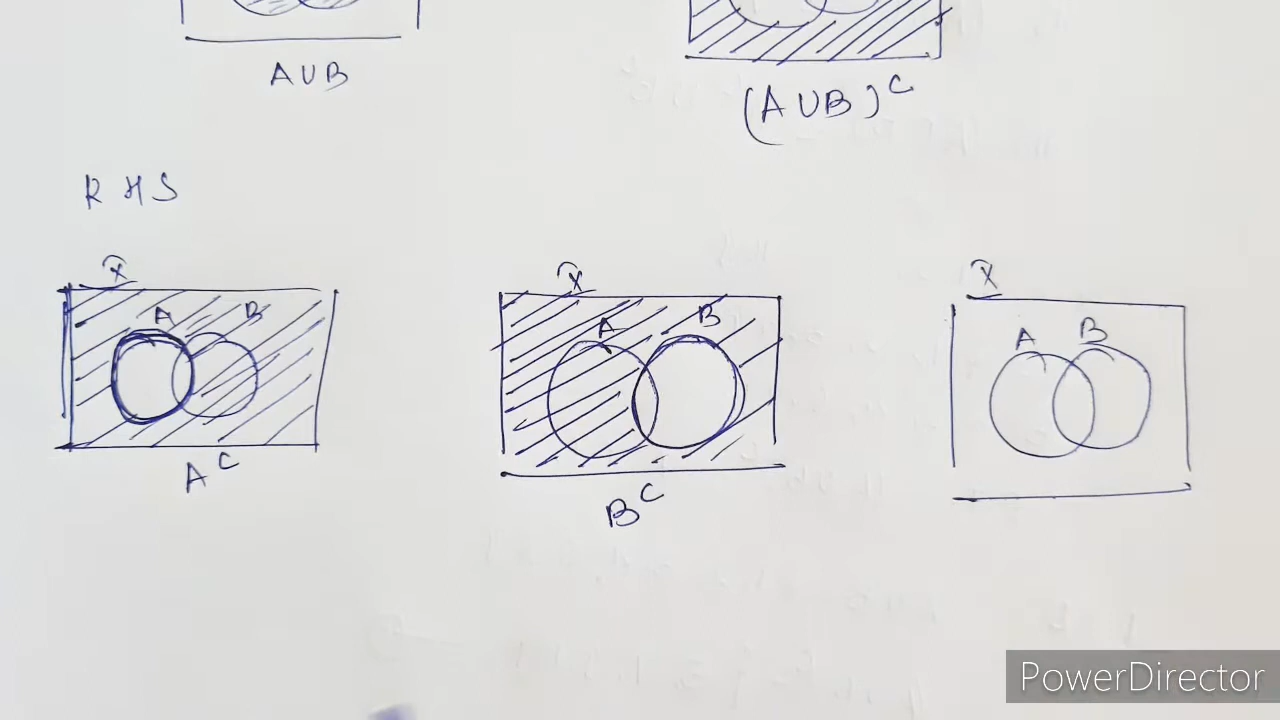 A∪B
(A∪B)ᶜ
RHS
X X X
A B A B A B
Aᶜ
Bᶜ
PowerDirector